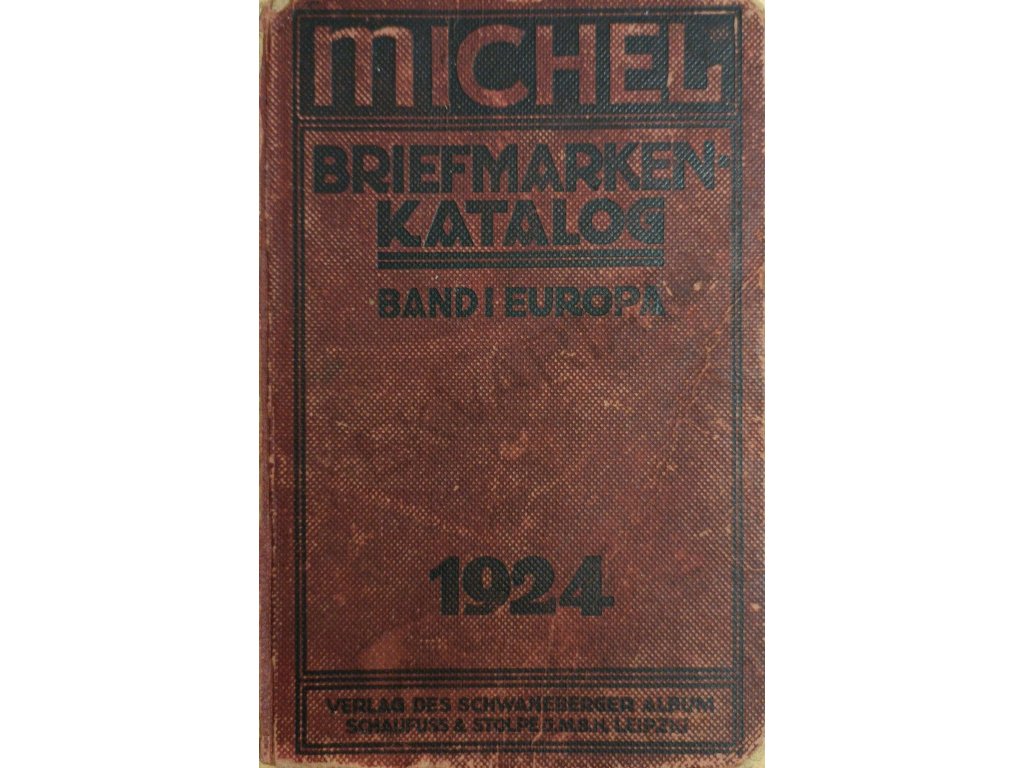 MICHEL
BRIEFMARKEN-
KATALOG
BAND I EUROPA
1924
VERLAG DES SCHWANEBERGER ALBUM
SCHAUFUSS & STOLPE G.M.B.H. LEIPZIG